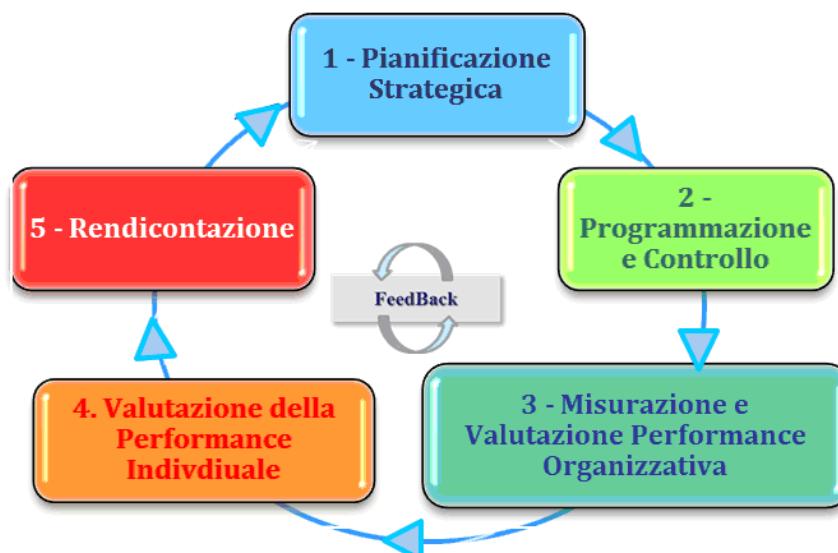 1 - Pianificazione
Strategica
2 -
Programmazione
e Controllo
3 - Misurazione e
Valutazione Performance
Organizzativa
4. Valutazione della
Performance
Indivdiuale
5 - Rendicontazione
FeedBack